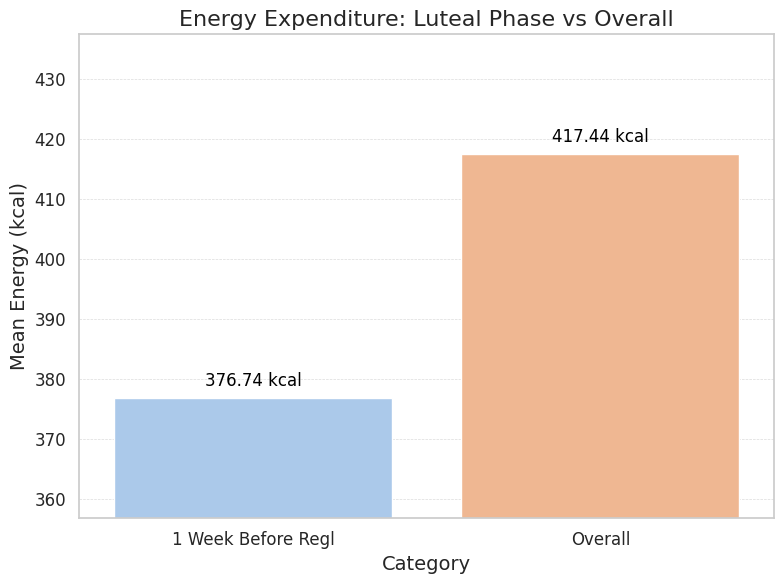 Energy Expenditure: Luteal Phase vs Overall
430
420
410
400
390
380
370
360
Mean Energy (kcal)
376.74 kcal
417.44 kcal
1 Week Before Regl
Overall
Category